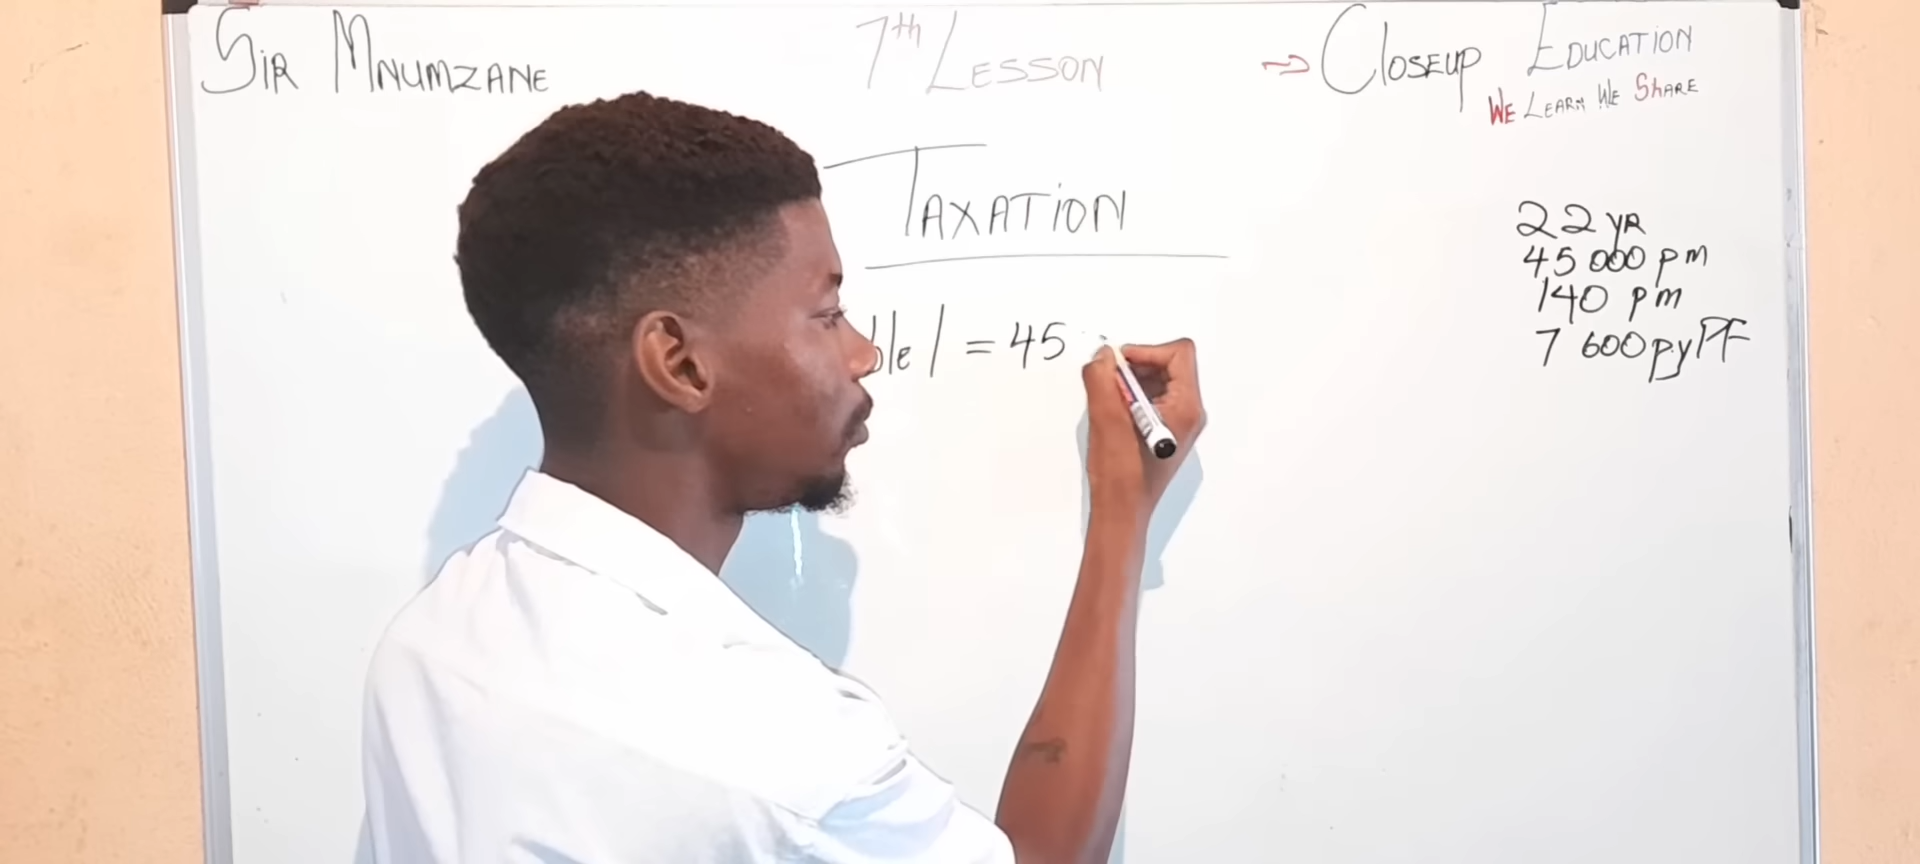 SIR MNUMZANE
7th LESSON
→ CLOSEUP EDUCATION
WE LEARN WE SHARE
TAXATION
22 YR
45 000 pm
140 pm
7 600 py PF
ble I = 45